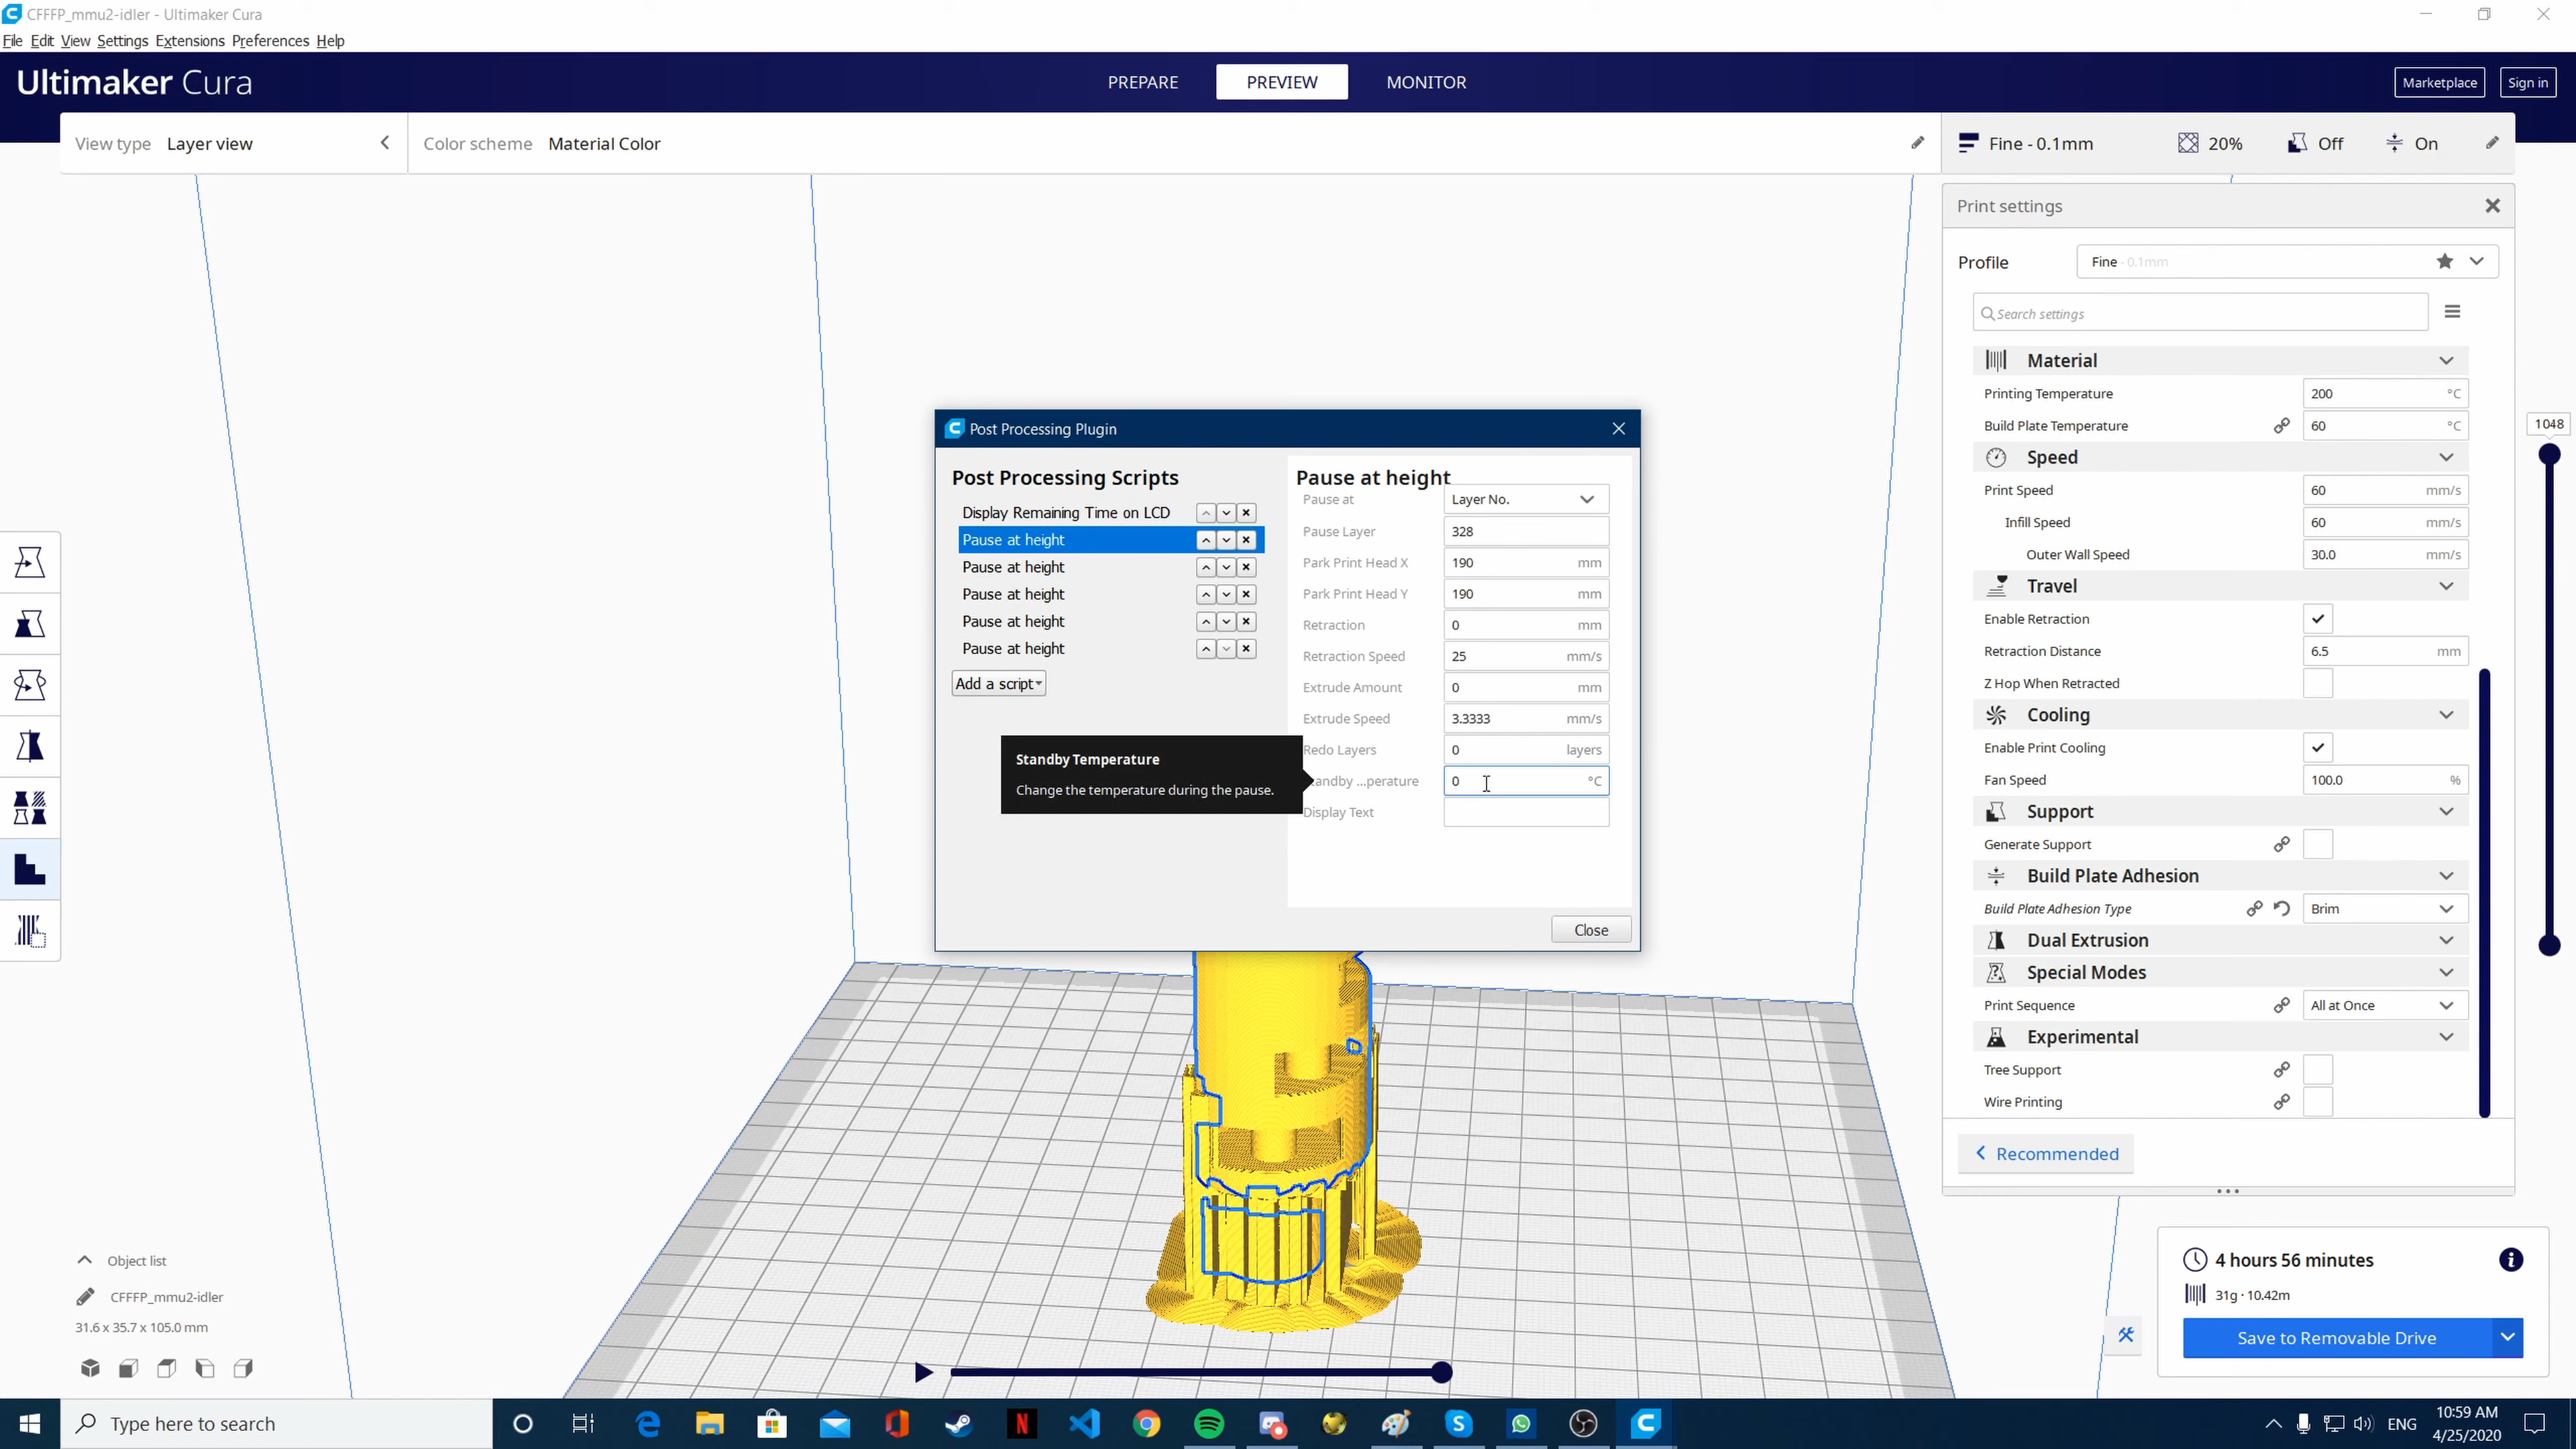 CFFFP_mmu2-idler - Ultimaker Cura
File Edit View Settings Extensions Preferences Help
Ultimaker Cura
PREPARE PREVIEW MONITOR
Marketplace Sign in
View type Layer view
Color scheme Material Color
Fine - 0.1mm 20% Off On
Print settings
Profile Fine - 0.1mm
Search settings
Material
Printing Temperature 200 °C
Build Plate Temperature 60 °C
Speed
Print Speed 60 mm/s
Infill Speed 60 mm/s
Outer Wall Speed 30.0 mm/s
Travel
Enable Retraction
Retraction Distance 6.5 mm
Z Hop When Retracted
Cooling
Enable Print Cooling
Fan Speed 100.0 %
Support
Generate Support
Build Plate Adhesion
Build Plate Adhesion Type Brim
Dual Extrusion
Special Modes
Print Sequence All at Once
Experimental
Tree Support
Wire Printing
Recommended
1048
Post Processing Plugin
Post Processing Scripts
Display Remaining Time on LCD
Pause at height
Pause at height
Pause at height
Pause at height
Pause at height
Add a script
Pause at height
Pause at Layer No.
Pause Layer 328
Park Print Head X 190 mm
Park Print Head Y 190 mm
Retraction 0 mm
Retraction Speed 25 mm/s
Extrude Amount 0 mm
Extrude Speed 3.3333 mm/s
Redo Layers 0 layers
tandby ...perature 0 °C
Display Text
Standby Temperature
Change the temperature during the pause.
Close
Object list
CFFFP_mmu2-idler
31.6 x 35.7 x 105.0 mm
4 hours 56 minutes
31g · 10.42m
Save to Removable Drive
Type here to search
ENG
10:59 AM
4/25/2020